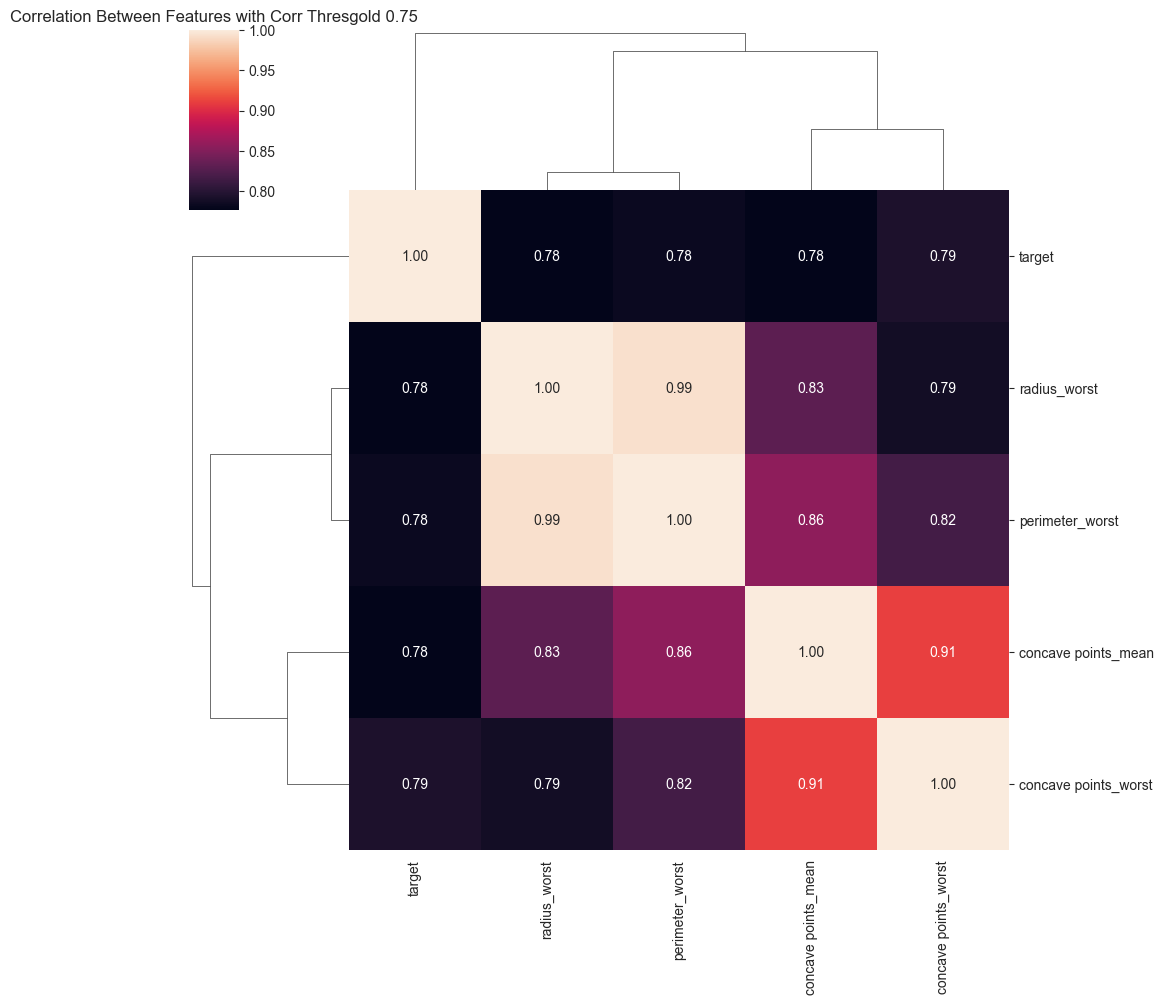 Correlation Between Features with Corr Thresgold 0.75
1.00
0.95
0.90
0.85
0.80
1.00 0.78 0.78 0.78 0.79 target
0.78 1.00 0.99 0.83 0.79 radius_worst
0.78 0.99 1.00 0.86 0.82 perimeter_worst
0.78 0.83 0.86 1.00 0.91 concave points_mean
0.79 0.79 0.82 0.91 1.00 concave points_worst
target
radius_worst
perimeter_worst
concave points_mean
concave points_worst